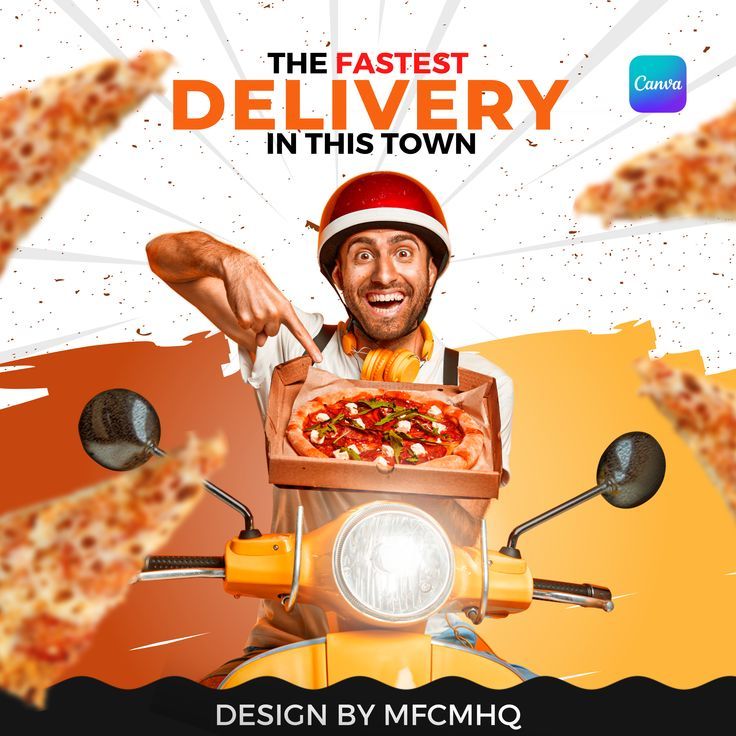 THE FASTEST
DELIVERY
IN THIS TOWN
Canva
DESIGN BY MFCMHQ